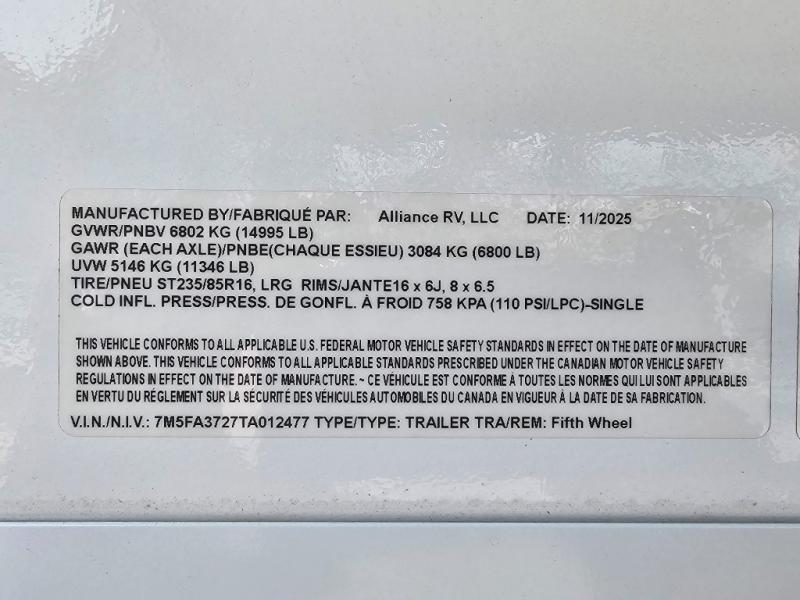 MANUFACTURED BY/FABRIQUÉ PAR: Alliance RV, LLC DATE: 11/2025
GVWR/PNBV 6802 KG (14995 LB)
GAWR (EACH AXLE)/PNBE(CHAQUE ESSIEU) 3084 KG (6800 LB)
UVW 5146 KG (11346 LB)
TIRE/PNEU ST235/85R16, LRG RIMS/JANTE16 x 6J, 8 x 6.5
COLD INFL. PRESS/PRESS. DE GONFL. À FROID 758 KPA (110 PSI/LPC)-SINGLE
THIS VEHICLE CONFORMS TO ALL APPLICABLE U.S. FEDERAL MOTOR VEHICLE SAFETY STANDARDS IN EFFECT ON THE DATE OF MANUFACTURE
SHOWN ABOVE. THIS VEHICLE CONFORMS TO ALL APPLICABLE STANDARDS PRESCRIBED UNDER THE CANADIAN MOTOR VEHICLE SAFETY
REGULATIONS IN EFFECT ON THE DATE OF MANUFACTURE. ~ CE VÉHICULE EST CONFORME À TOUTES LES NORMES QUI LUI SONT APPLICABLES
EN VERTU DU RÉGLEMENT SUR LA SÉCURITÉ DES VÉHICULES AUTOMOBILES DU CANADA EN VIGUEUR À LA DATE DE SA FABRICATION.
V.I.N./N.I.V.: 7M5FA3727TA012477 TYPE/TYPE: TRAILER TRA/REM: Fifth Wheel